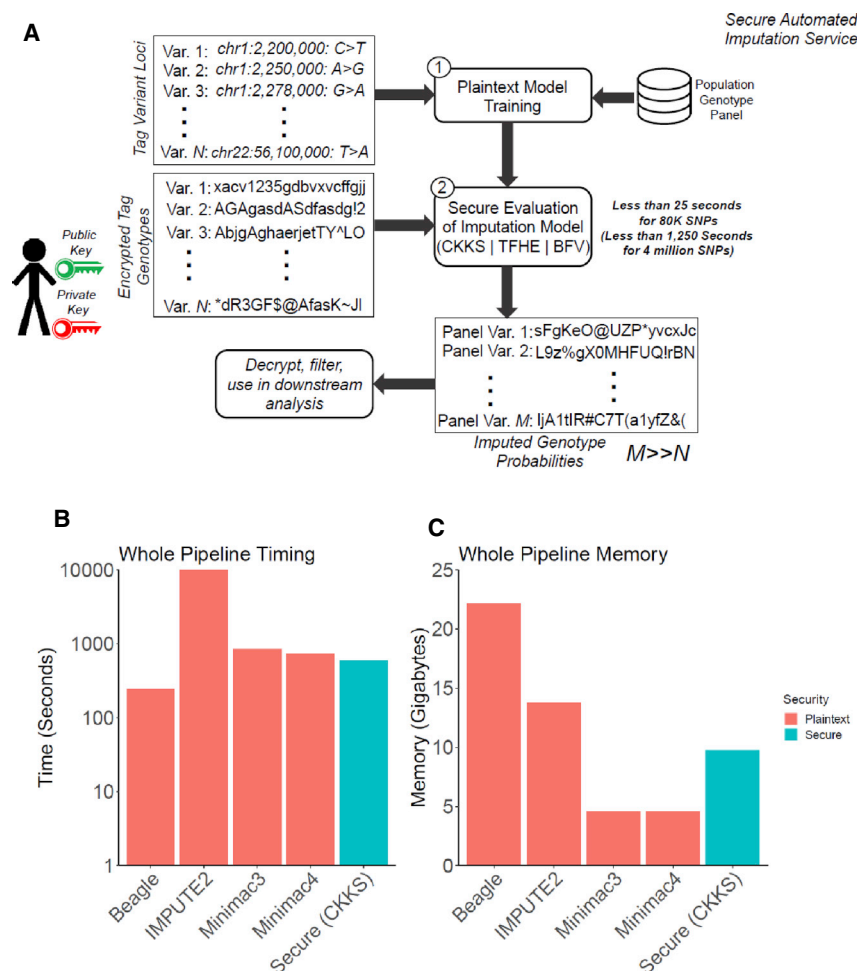 A
Secure Automated
Imputation Service
Tag Variant Loci
Var. 1: chr1:2,200,000: C>T
Var. 2: chr1:2,250,000: A>G
Var. 3: chr1:2,278,000: G>A
Var. N: chr22:56,100,000: T>A
1
Plaintext Model
Training
Population
Genotype
Panel
Public
Key
Private
Key
Encrypted Tag
Genotypes
Var. 1: xacv1235gdbvxvcffgjj
Var. 2: AGAgasdASdfasdg!2
Var. 3: AbjgAghaerjetTY^LO
Var. N: *dR3GF$@AfasK~Jl
2
Secure Evaluation
of Imputation Model
(CKKS | TFHE | BFV)
Less than 25 seconds
for 80K SNPs
(Less than 1,250 Seconds
for 4 million SNPs)
Panel Var. 1: sFgKeO@UZP*yvcxJc
Panel Var. 2: L9z%gX0MHFUQ!rBN
Panel Var. M: IjA1tIR#C7T(a1yfZ&(
Imputed Genotype
Probabilities
M>>N
Decrypt, filter,
use in downstream
analysis
B
Whole Pipeline Timing
Time (Seconds)
10000
1000
100
10
1
Beagle
IMPUTE2
Minimac3
Minimac4
Secure (CKKS)
C
Whole Pipeline Memory
Memory (Gigabytes)
25
20
15
10
5
0
Beagle
IMPUTE2
Minimac3
Minimac4
Secure (CKKS)
Security
Plaintext
Secure